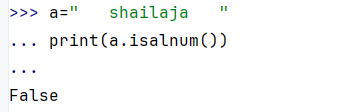 >>> a="   shailaja   "
... print(a.isalnum())
...
False